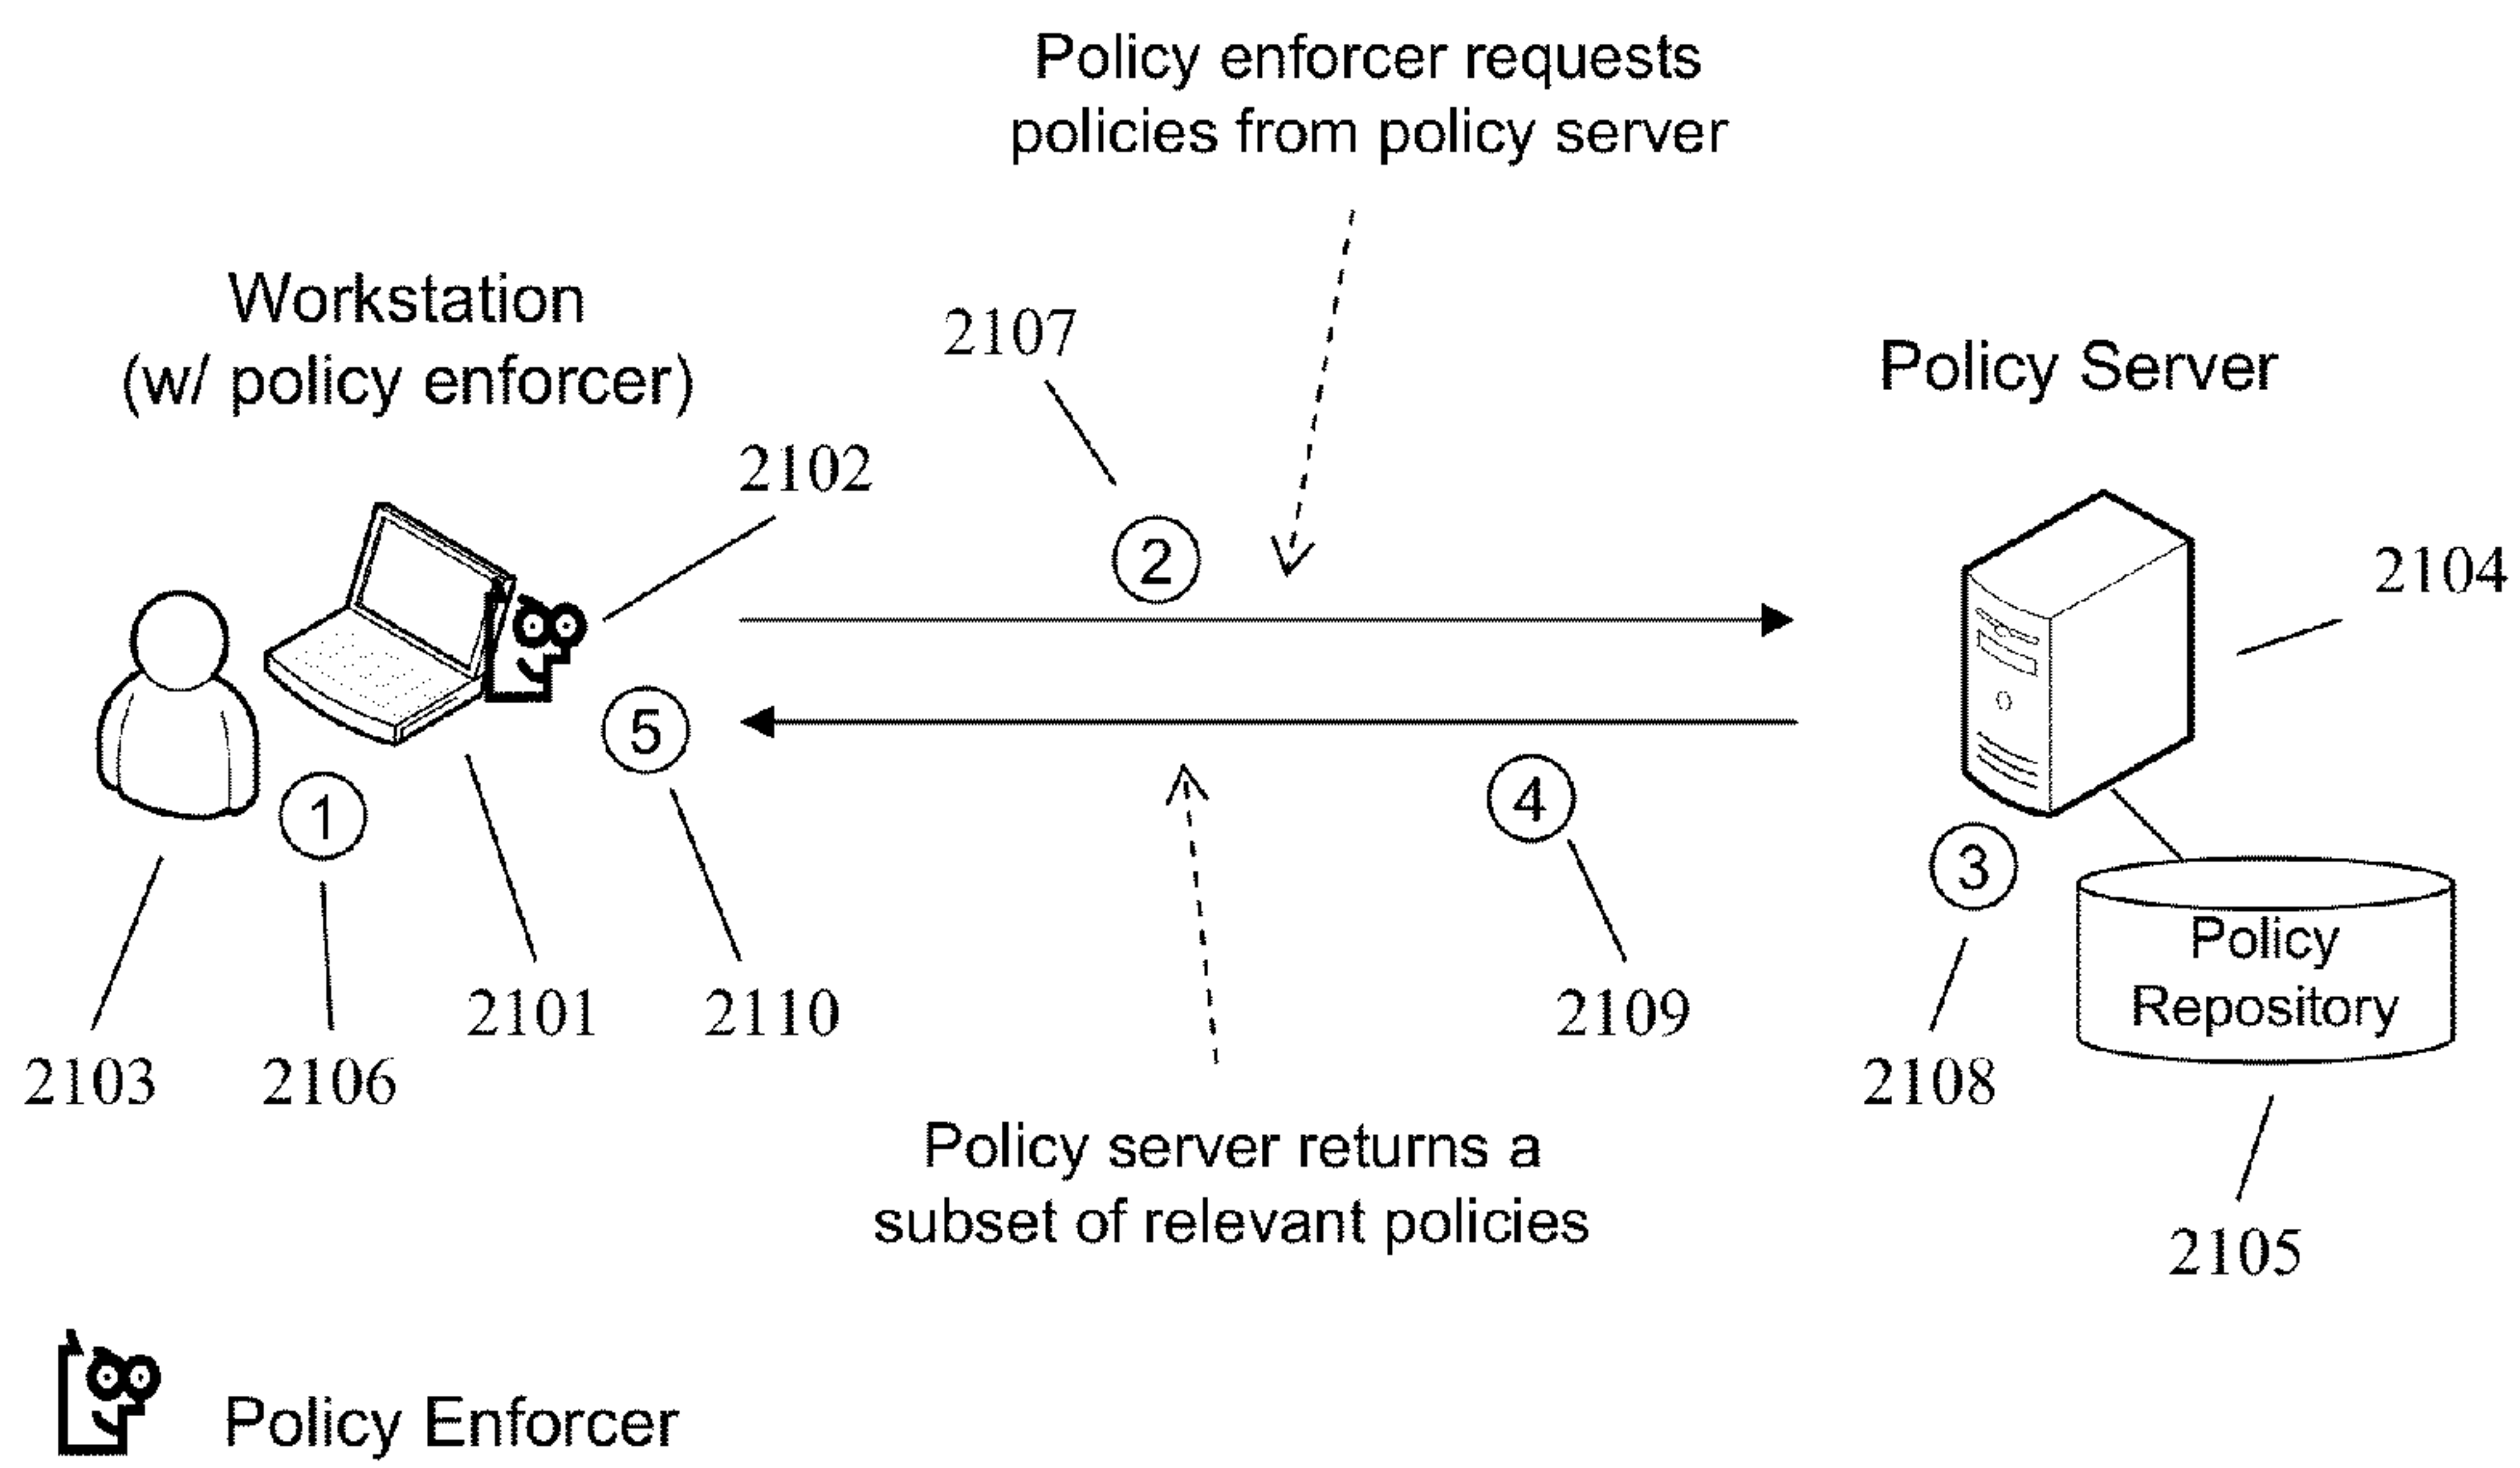 Policy enforcer requests
policies from policy server
Workstation
(w/ policy enforcer)
2107
Policy Server
2102
2
2104
5
4
1
3
Policy
Repository
2101
2110
2109
2103
2106
2108
Policy server returns a
subset of relevant policies
2105
Policy Enforcer